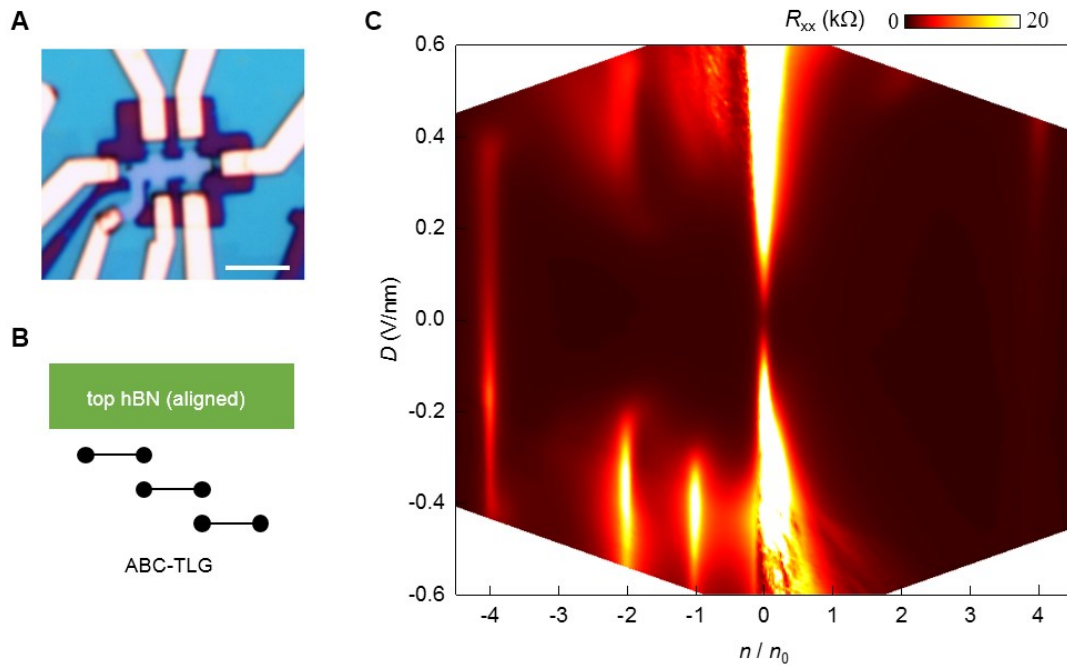 A
B
top hBN (aligned)
ABC-TLG
C
Rxx (kΩ) 0 20
0.6
0.4
0.2
0.0
-0.2
-0.4
-0.6
D (V/nm)
-4 -3 -2 -1 0 1 2 3 4
n / n0